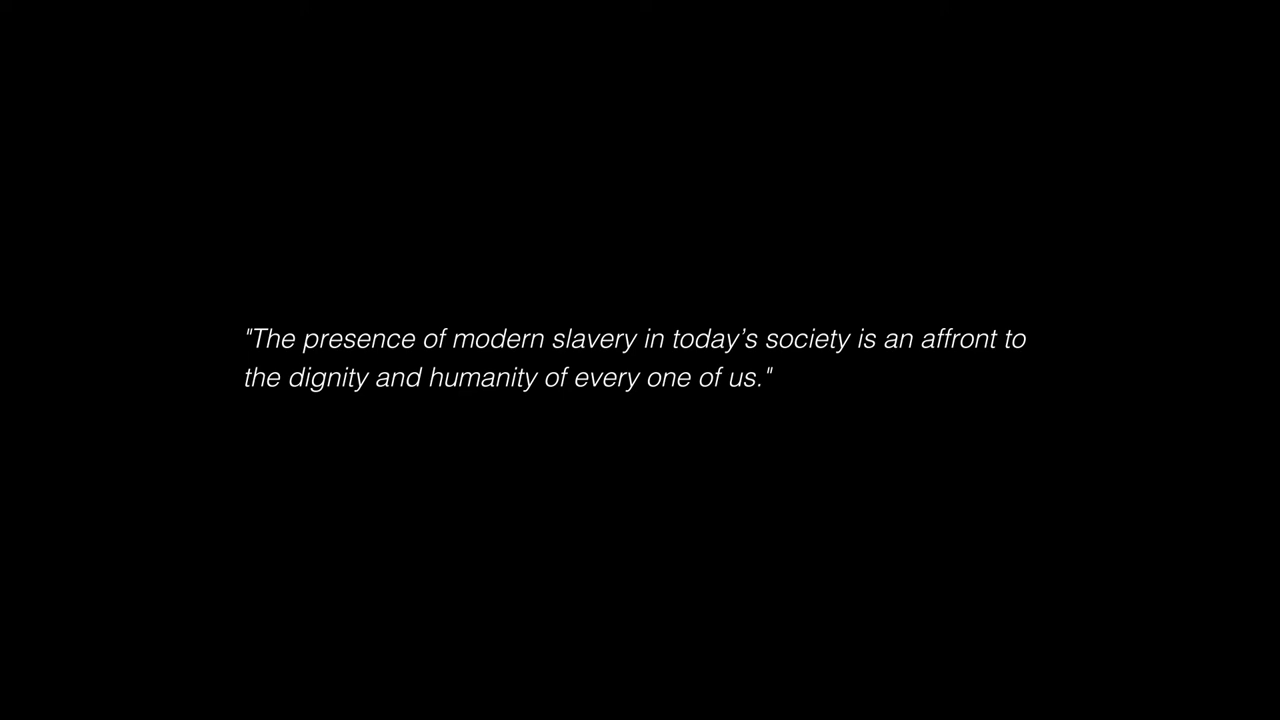 "The presence of modern slavery in today’s society is an affront to
the dignity and humanity of every one of us."